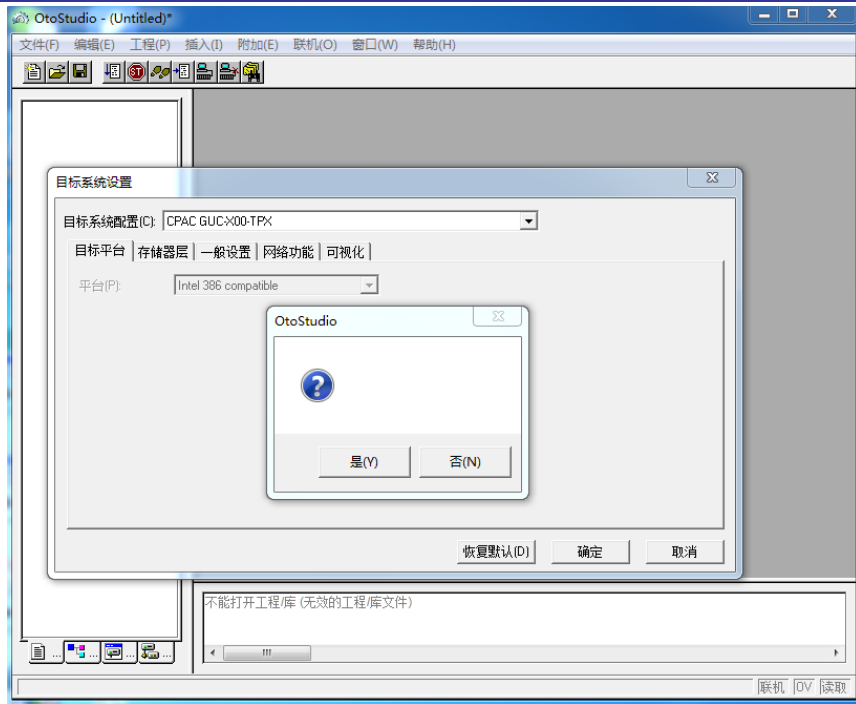 OtoStudio - (Untitled)*
文件(F) 编辑(E) 工程(P) 插入(I) 附加(E) 联机(O) 窗口(W) 帮助(H)
目标系统设置
目标系统配置(C): CPAC GUC-X00-TPX
目标平台 存储器层 一般设置 网络功能 可视化
平台(P): Intel 386 compatible
OtoStudio
是(Y) 否(N)
恢复默认(D) 确定 取消
不能打开工程/库 (无效的工程/库文件)
... ... ... ...
联机 OV 读取